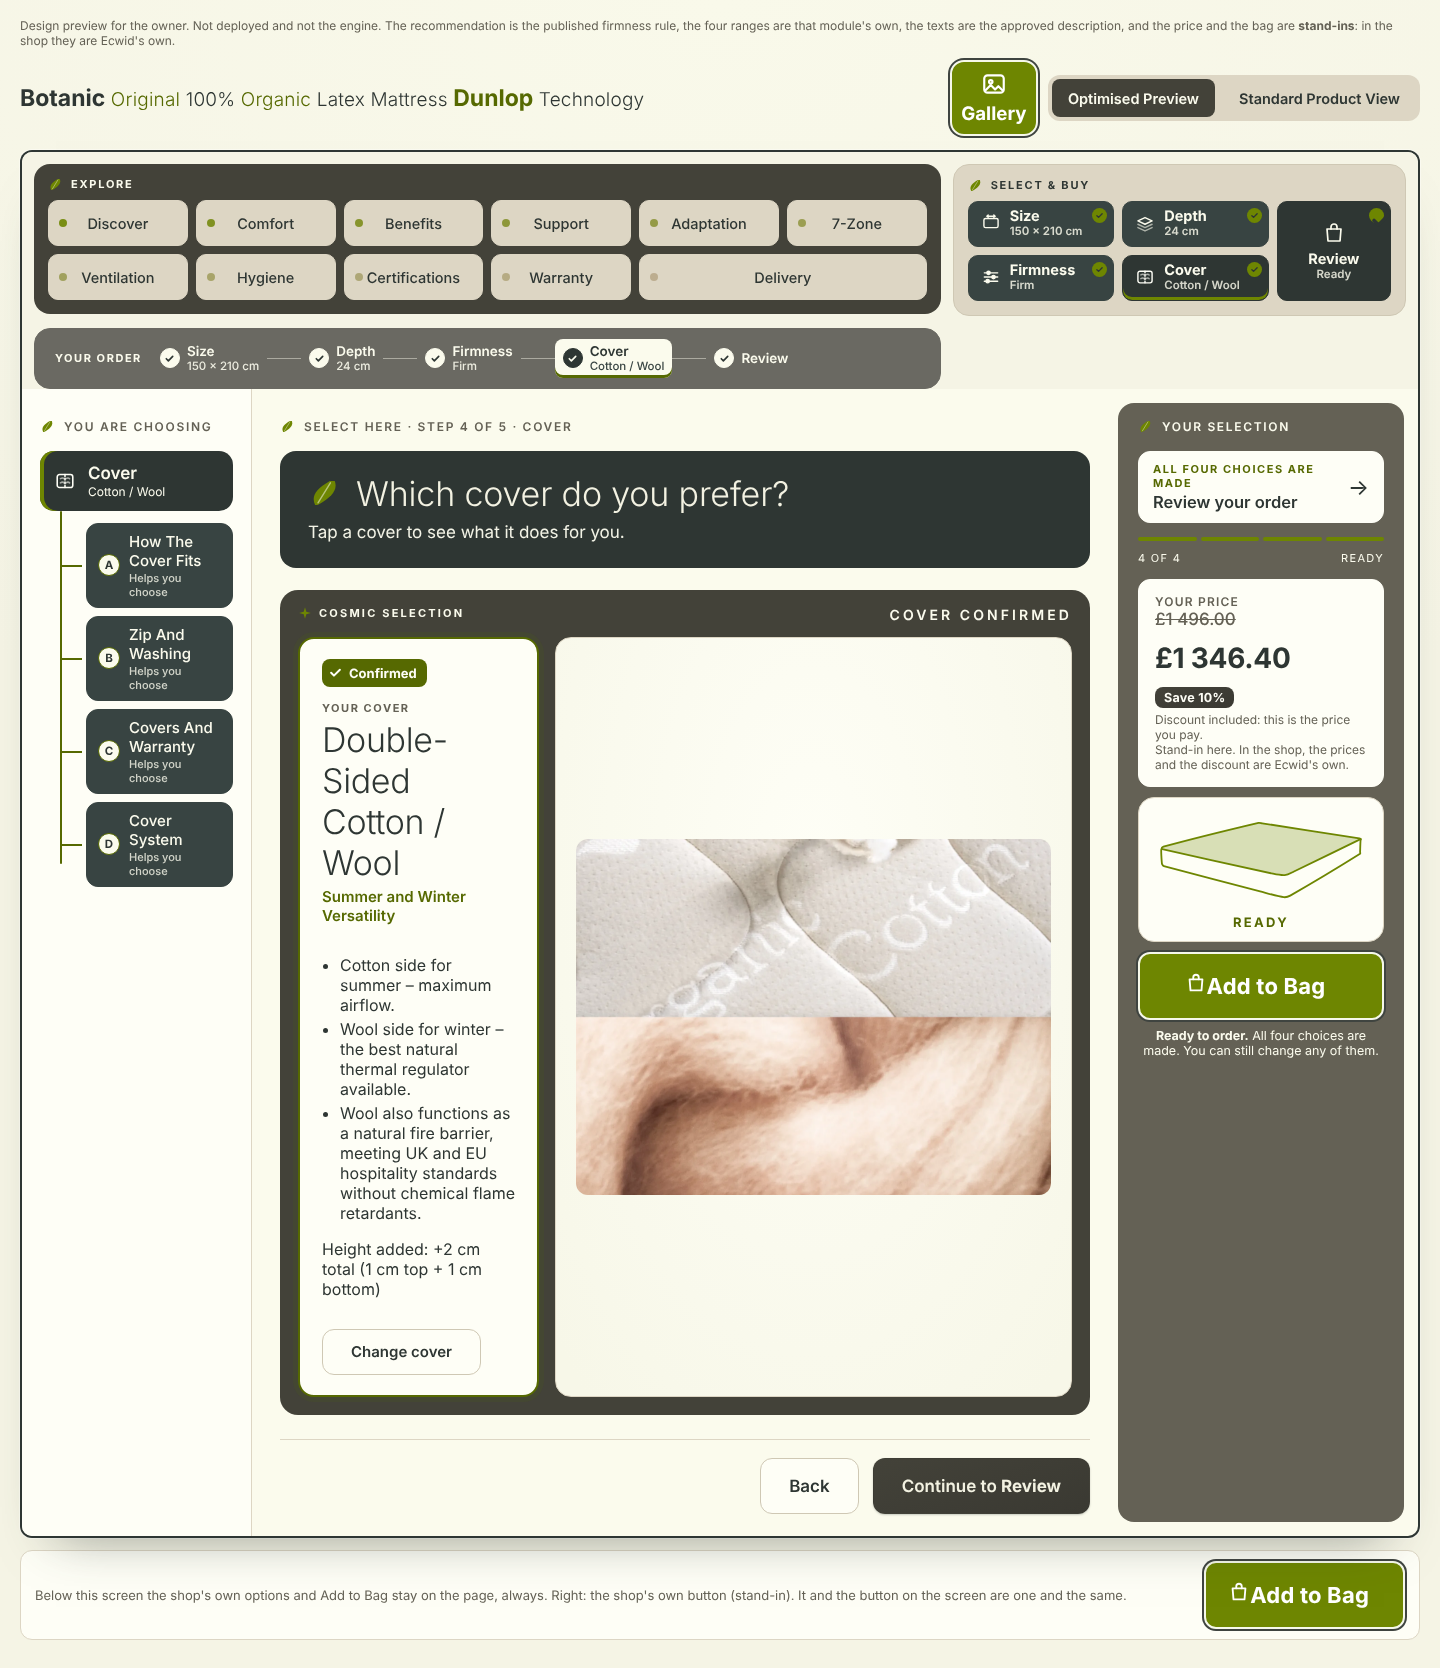 Design preview for the owner. Not deployed and not the engine. The recommendation is the published firmness rule, the four ranges are that module's own, the texts are the approved description, and the price and the bag are stand-ins: in the
shop they are Ecwid's own.
Botanic Original 100% Organic Latex Mattress Dunlop Technology
Gallery
Optimised Preview
Standard Product View
EXPLORE
Discover
Comfort
Benefits
Support
Adaptation
7-Zone
Ventilation
Hygiene
Certifications
Warranty
Delivery
SELECT & BUY
Size
150 × 210 cm
Depth
24 cm
Firmness
Firm
Cover
Cotton / Wool
Review
Ready
YOUR ORDER
Size
150 × 210 cm
Depth
24 cm
Firmness
Firm
Cover
Cotton / Wool
Review
YOU ARE CHOOSING
Cover
Cotton / Wool
A
How The
Cover Fits
Helps you
choose
B
Zip And
Washing
Helps you
choose
C
Covers And
Warranty
Helps you
choose
D
Cover
System
Helps you
choose
SELECT HERE · STEP 4 OF 5 · COVER
Which cover do you prefer?
Tap a cover to see what it does for you.
COSMIC SELECTION
COVER CONFIRMED
Confirmed
YOUR COVER
Double-
Sided
Cotton /
Wool
Summer and Winter
Versatility
• Cotton side for
summer – maximum
airflow.
• Wool side for winter –
the best natural
thermal regulator
available.
• Wool also functions as
a natural fire barrier,
meeting UK and EU
hospitality standards
without chemical flame
retardants.
Height added: +2 cm
total (1 cm top + 1 cm
bottom)
Change cover
ganic Cotton
Back
Continue to Review
YOUR SELECTION
ALL FOUR CHOICES ARE
MADE
Review your order
4 OF 4
READY
YOUR PRICE
£1 496.00
£1 346.40
Save 10%
Discount included: this is the price
you pay.
Stand-in here. In the shop, the prices
and the discount are Ecwid's own.
READY
Add to Bag
Ready to order. All four choices are
made. You can still change any of them.
Below this screen the shop's own options and Add to Bag stay on the page, always. Right: the shop's own button (stand-in). It and the button on the screen are one and the same.
Add to Bag